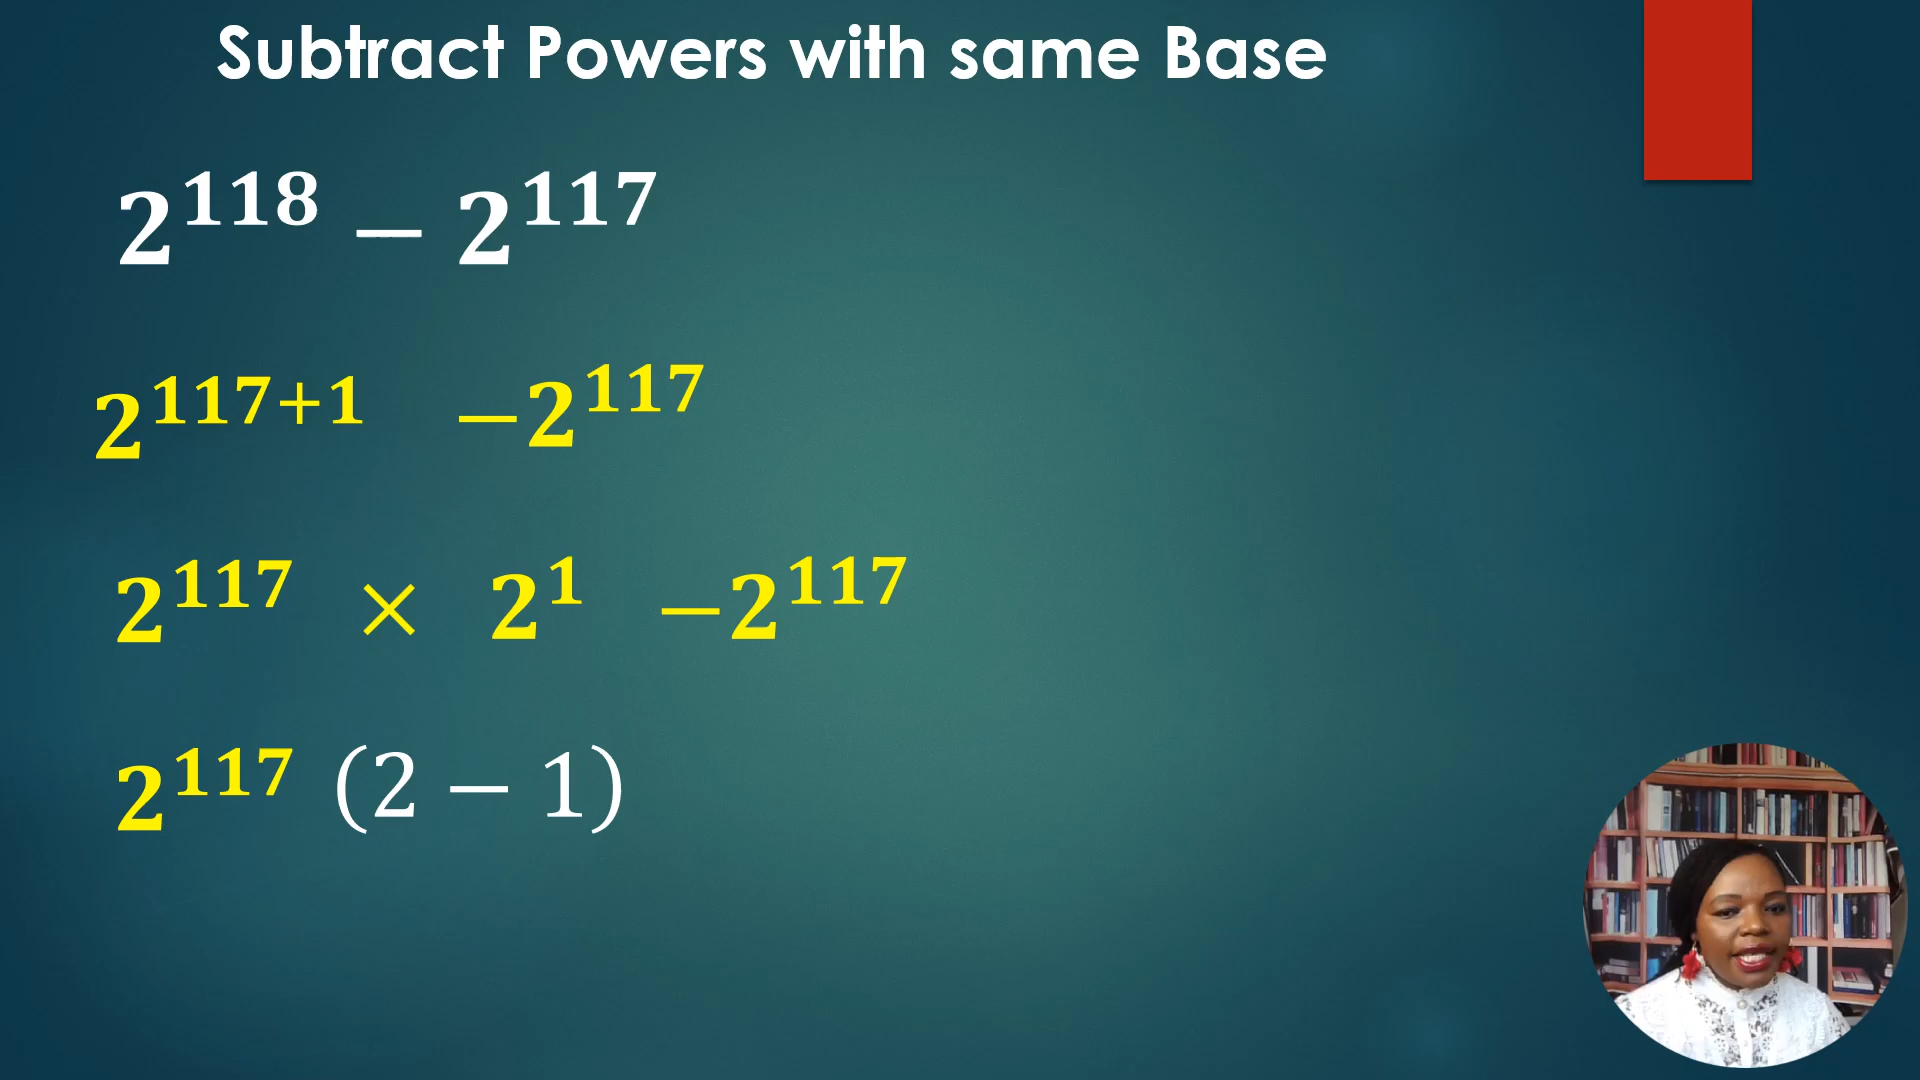 Subtract Powers with same Base
2¹¹⁸ − 2¹¹⁷
2¹¹⁷⁺¹ −2¹¹⁷
2¹¹⁷ × 2¹ −2¹¹⁷
2¹¹⁷ (2 − 1)